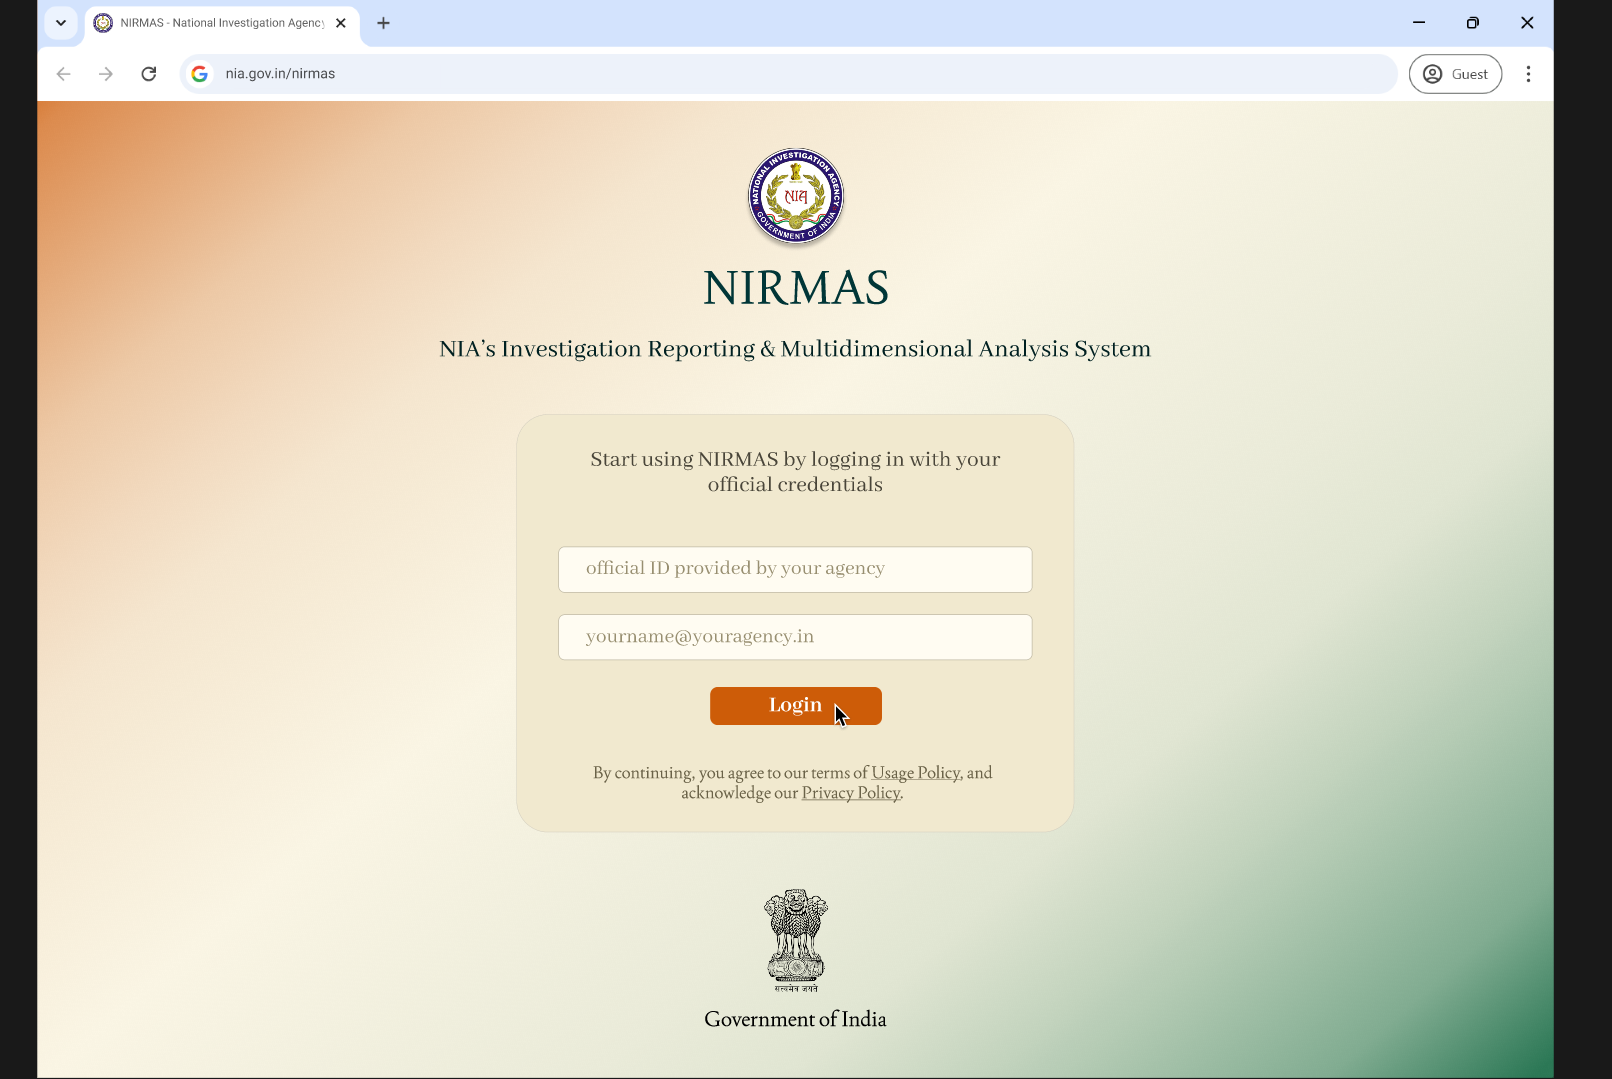 NIRMAS - National Investigation Agency
nia.gov.in/nirmas
Guest
NATIONAL INVESTIGATION AGENCY
NIA
GOVERNMENT OF INDIA
NIRMAS
NIA's Investigation Reporting & Multidimensional Analysis System
Start using NIRMAS by logging in with your
official credentials
official ID provided by your agency
yourname@youragency.in
Login
By continuing, you agree to our terms of Usage Policy, and
acknowledge our Privacy Policy.
सत्यमेव जयते
Government of India